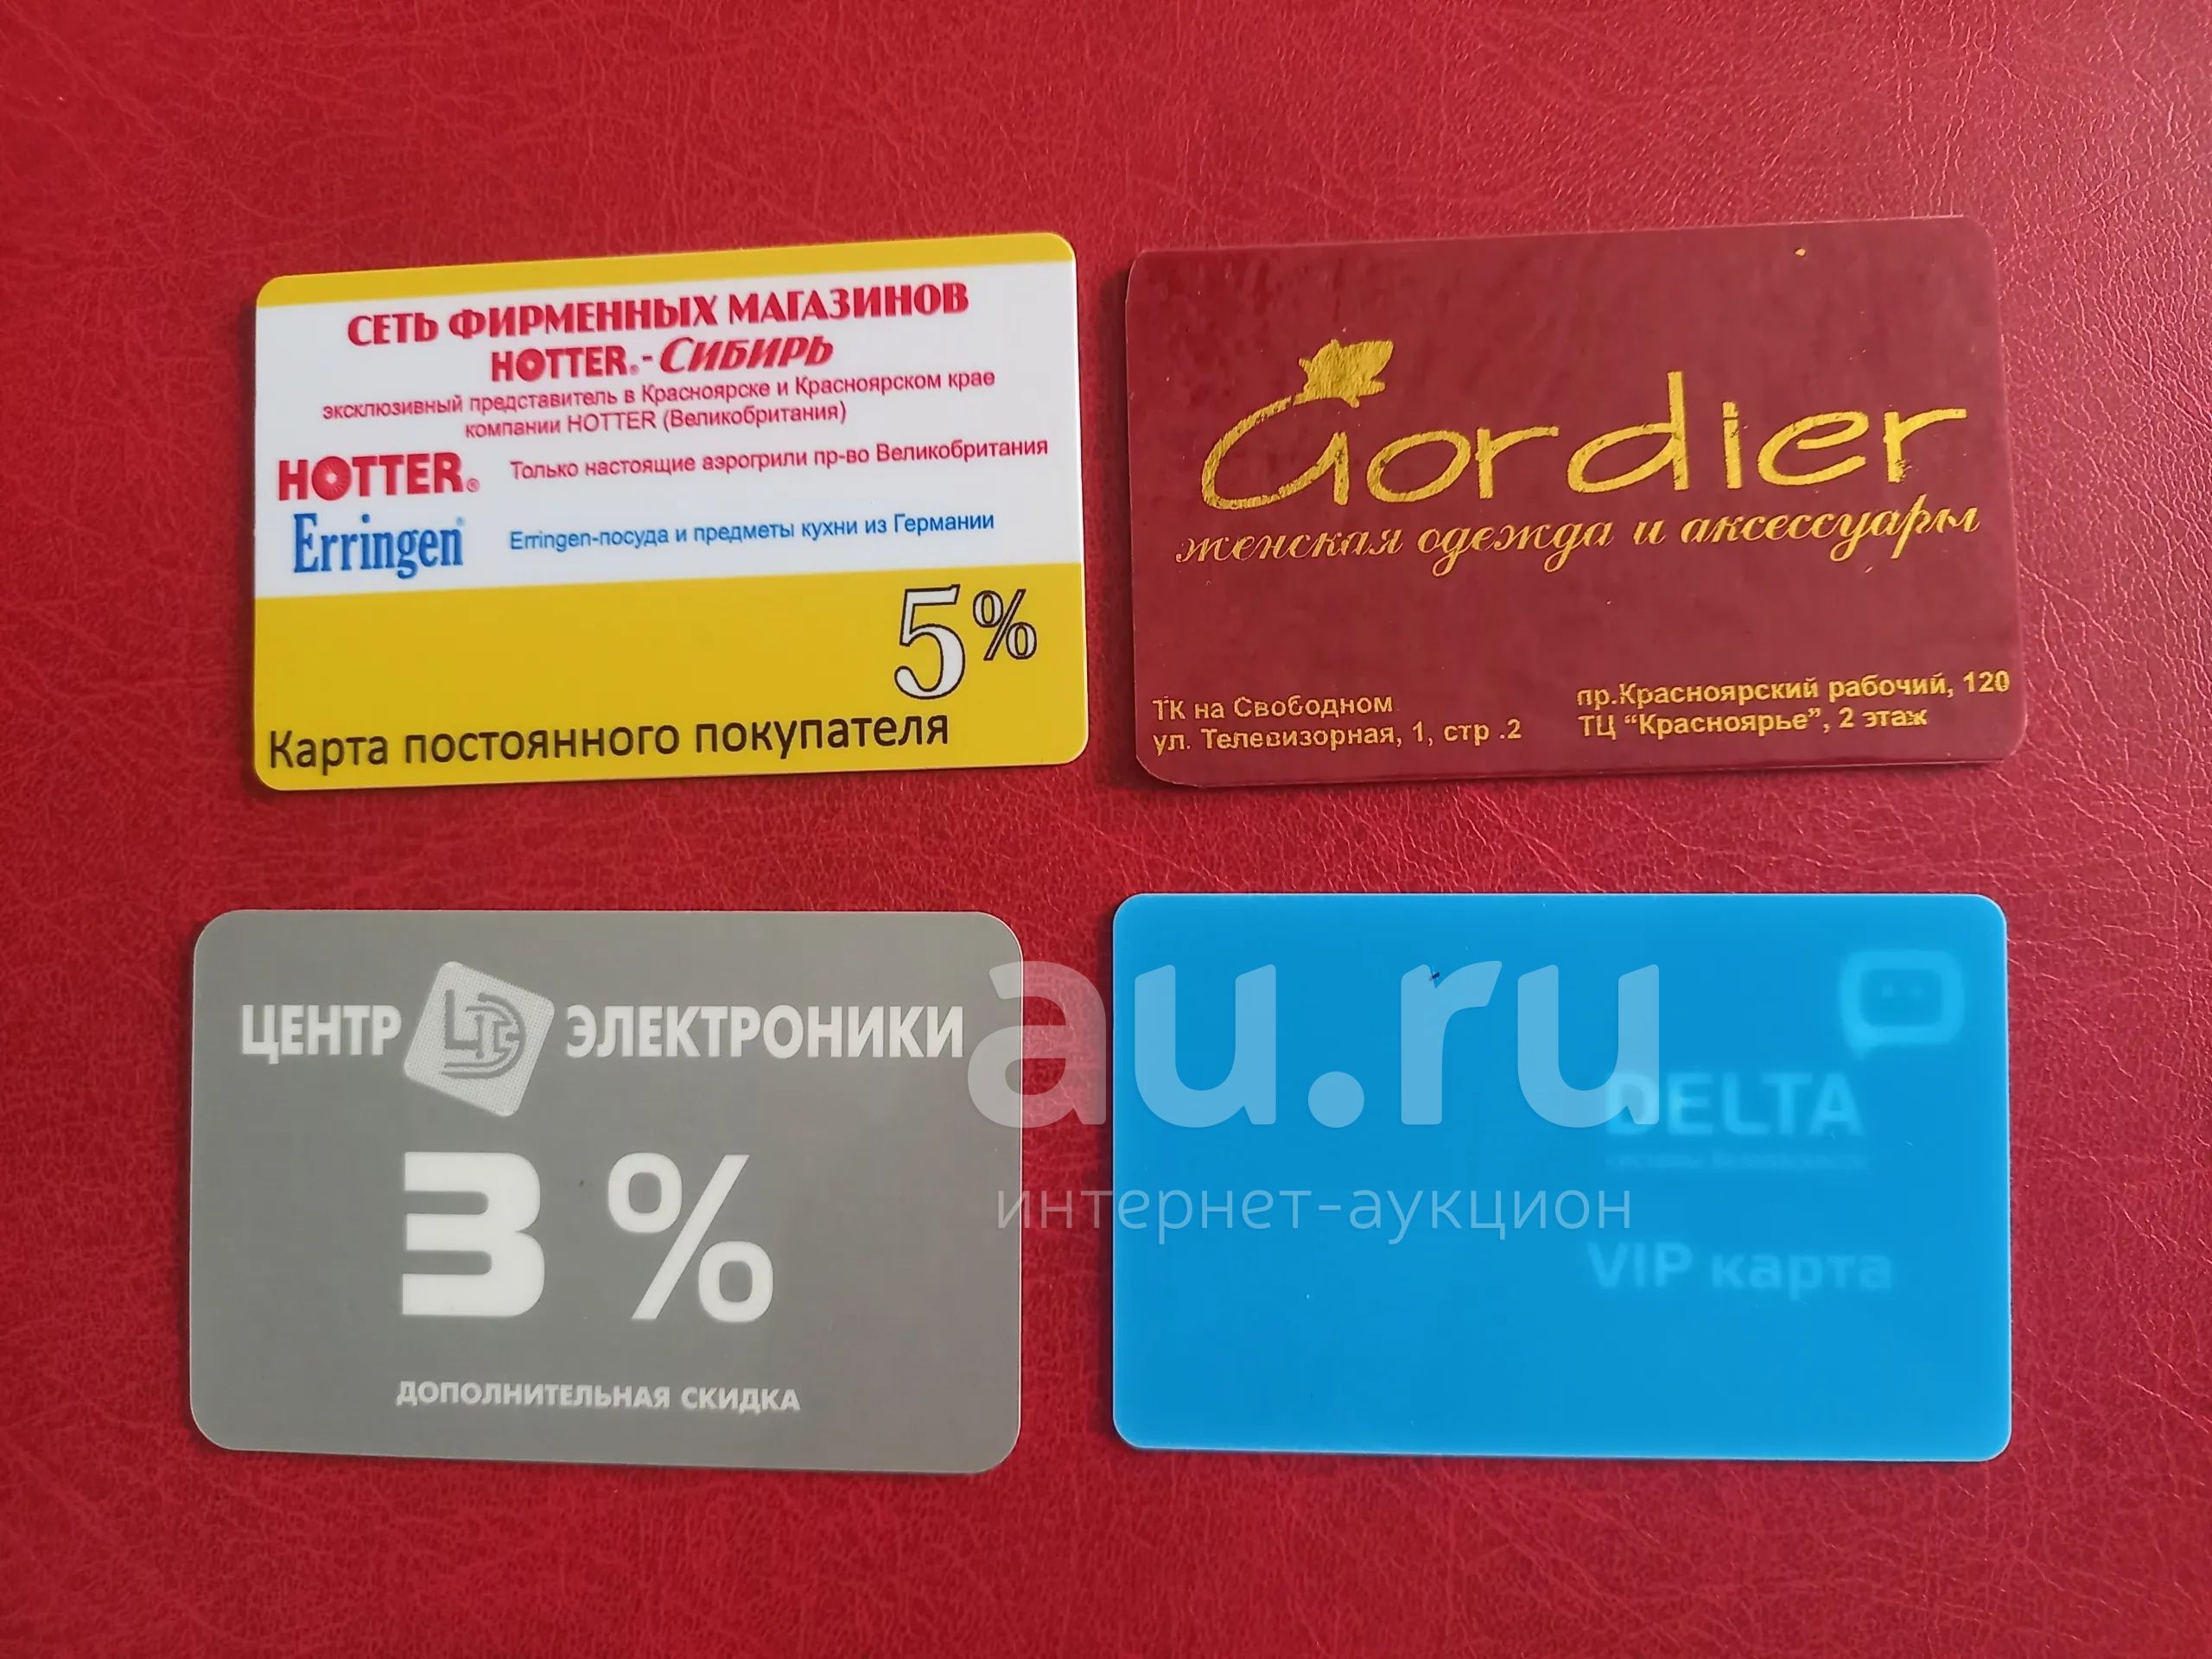 СЕТЬ ФИРМЕННЫХ МАГАЗИНОВ
HOTTER®-СИБИРЬ
эксклюзивный представитель в Красноярске и Красноярском крае
компании HOTTER (Великобритания)
HOTTER® Только настоящие аэрогрили пр-во Великобритания
Erringen® Erringen-посуда и предметы кухни из Германии
5%
Карта постоянного покупателя
Gordier
женская одежда и аксессуары
ТК на Свободном
ул. Телевизорная, 1, стр .2
пр.Красноярский рабочий, 120
ТЦ "Красноярье", 2 этаж
ЦЕНТР ЭЛЕКТРОНИКИ
3 %
ДОПОЛНИТЕЛЬНАЯ СКИДКА
DELTA
VIP карта
au.ru
интернет-аукцион